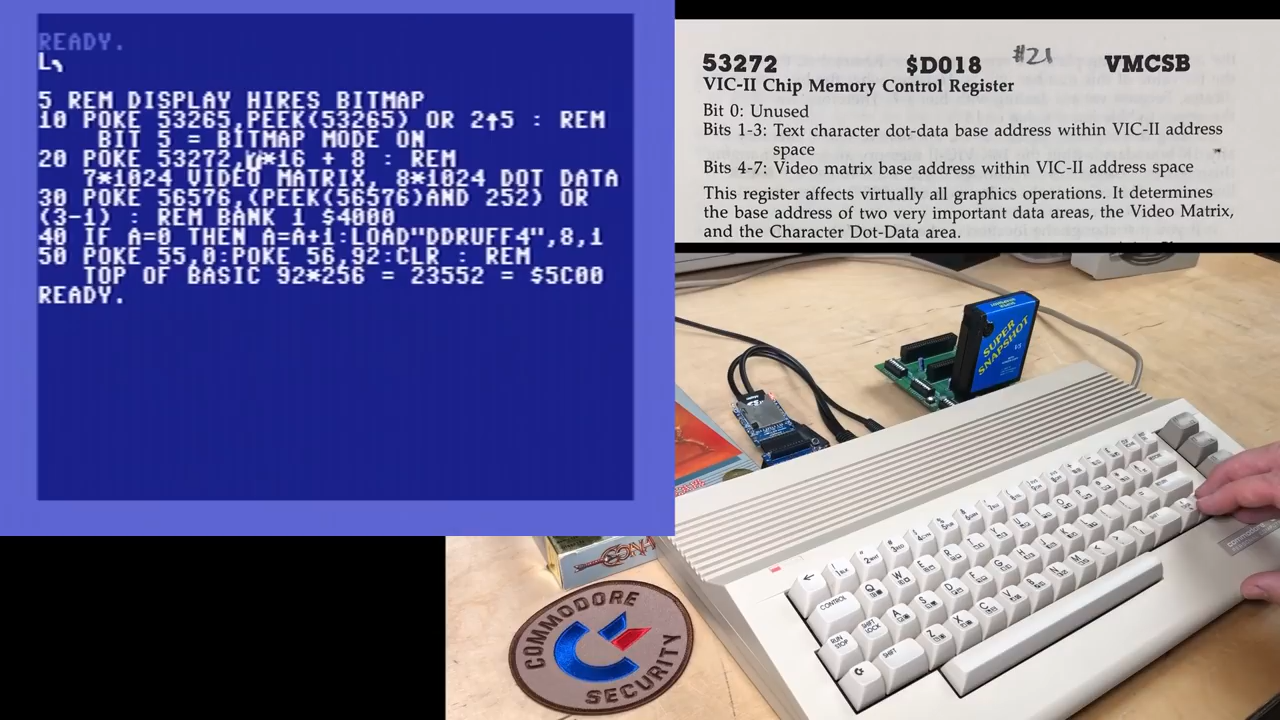 READY.
5 REM DISPLAY HIRES BITMAP
10 POKE 53265,PEEK(53265) OR 2↑5 : REM
BIT 5 = BITMAP MODE ON
20 POKE 53272, *16 + 8 : REM
7*1024 VIDEO MATRIX, 8*1024 DOT DATA
30 POKE 56576,(PEEK(56576)AND 252) OR
(3-1) : REM BANK 1 $4000
40 IF A=0 THEN A=A+1:LOAD"DDRUFF4",8,1
50 POKE 55,0:POKE 56,92:CLR : REM
TOP OF BASIC 92*256 = 23552 = $5C00
READY.
53272 $D018 #21 VMCSB
VIC-II Chip Memory Control Register
Bit 0: Unused
Bits 1-3: Text character dot-data base address within VIC-II address
space
Bits 4-7: Video matrix base address within VIC-II address space
This register affects virtually all graphics operations. It determines
the base address of two very important data areas, the Video Matrix,
and the Character Dot-Data area.
SUPER
SNAPSHOT
CONTROL
RUN
STOP
SHIFT
LOCK
SHIFT
COMMODORE
SECURITY